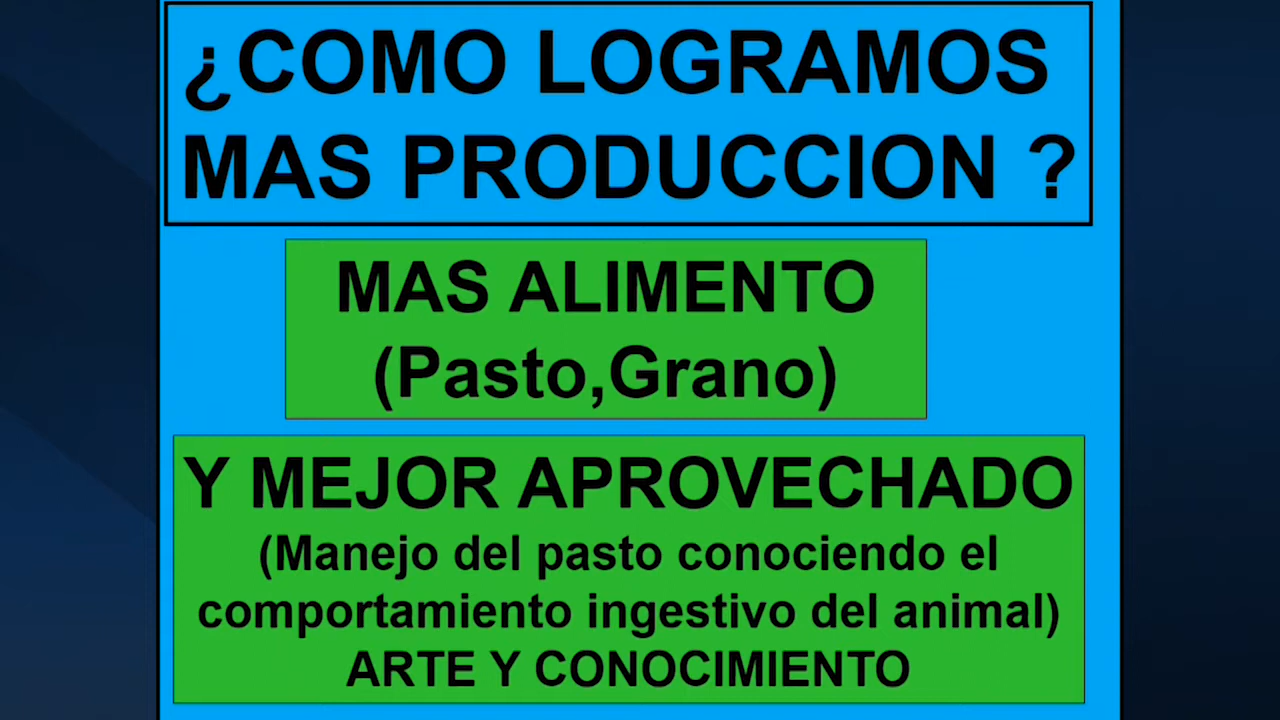 ¿COMO LOGRAMOS
MAS PRODUCCION ?
MAS ALIMENTO
(Pasto,Grano)
Y MEJOR APROVECHADO
(Manejo del pasto conociendo el
comportamiento ingestivo del animal)
ARTE Y CONOCIMIENTO